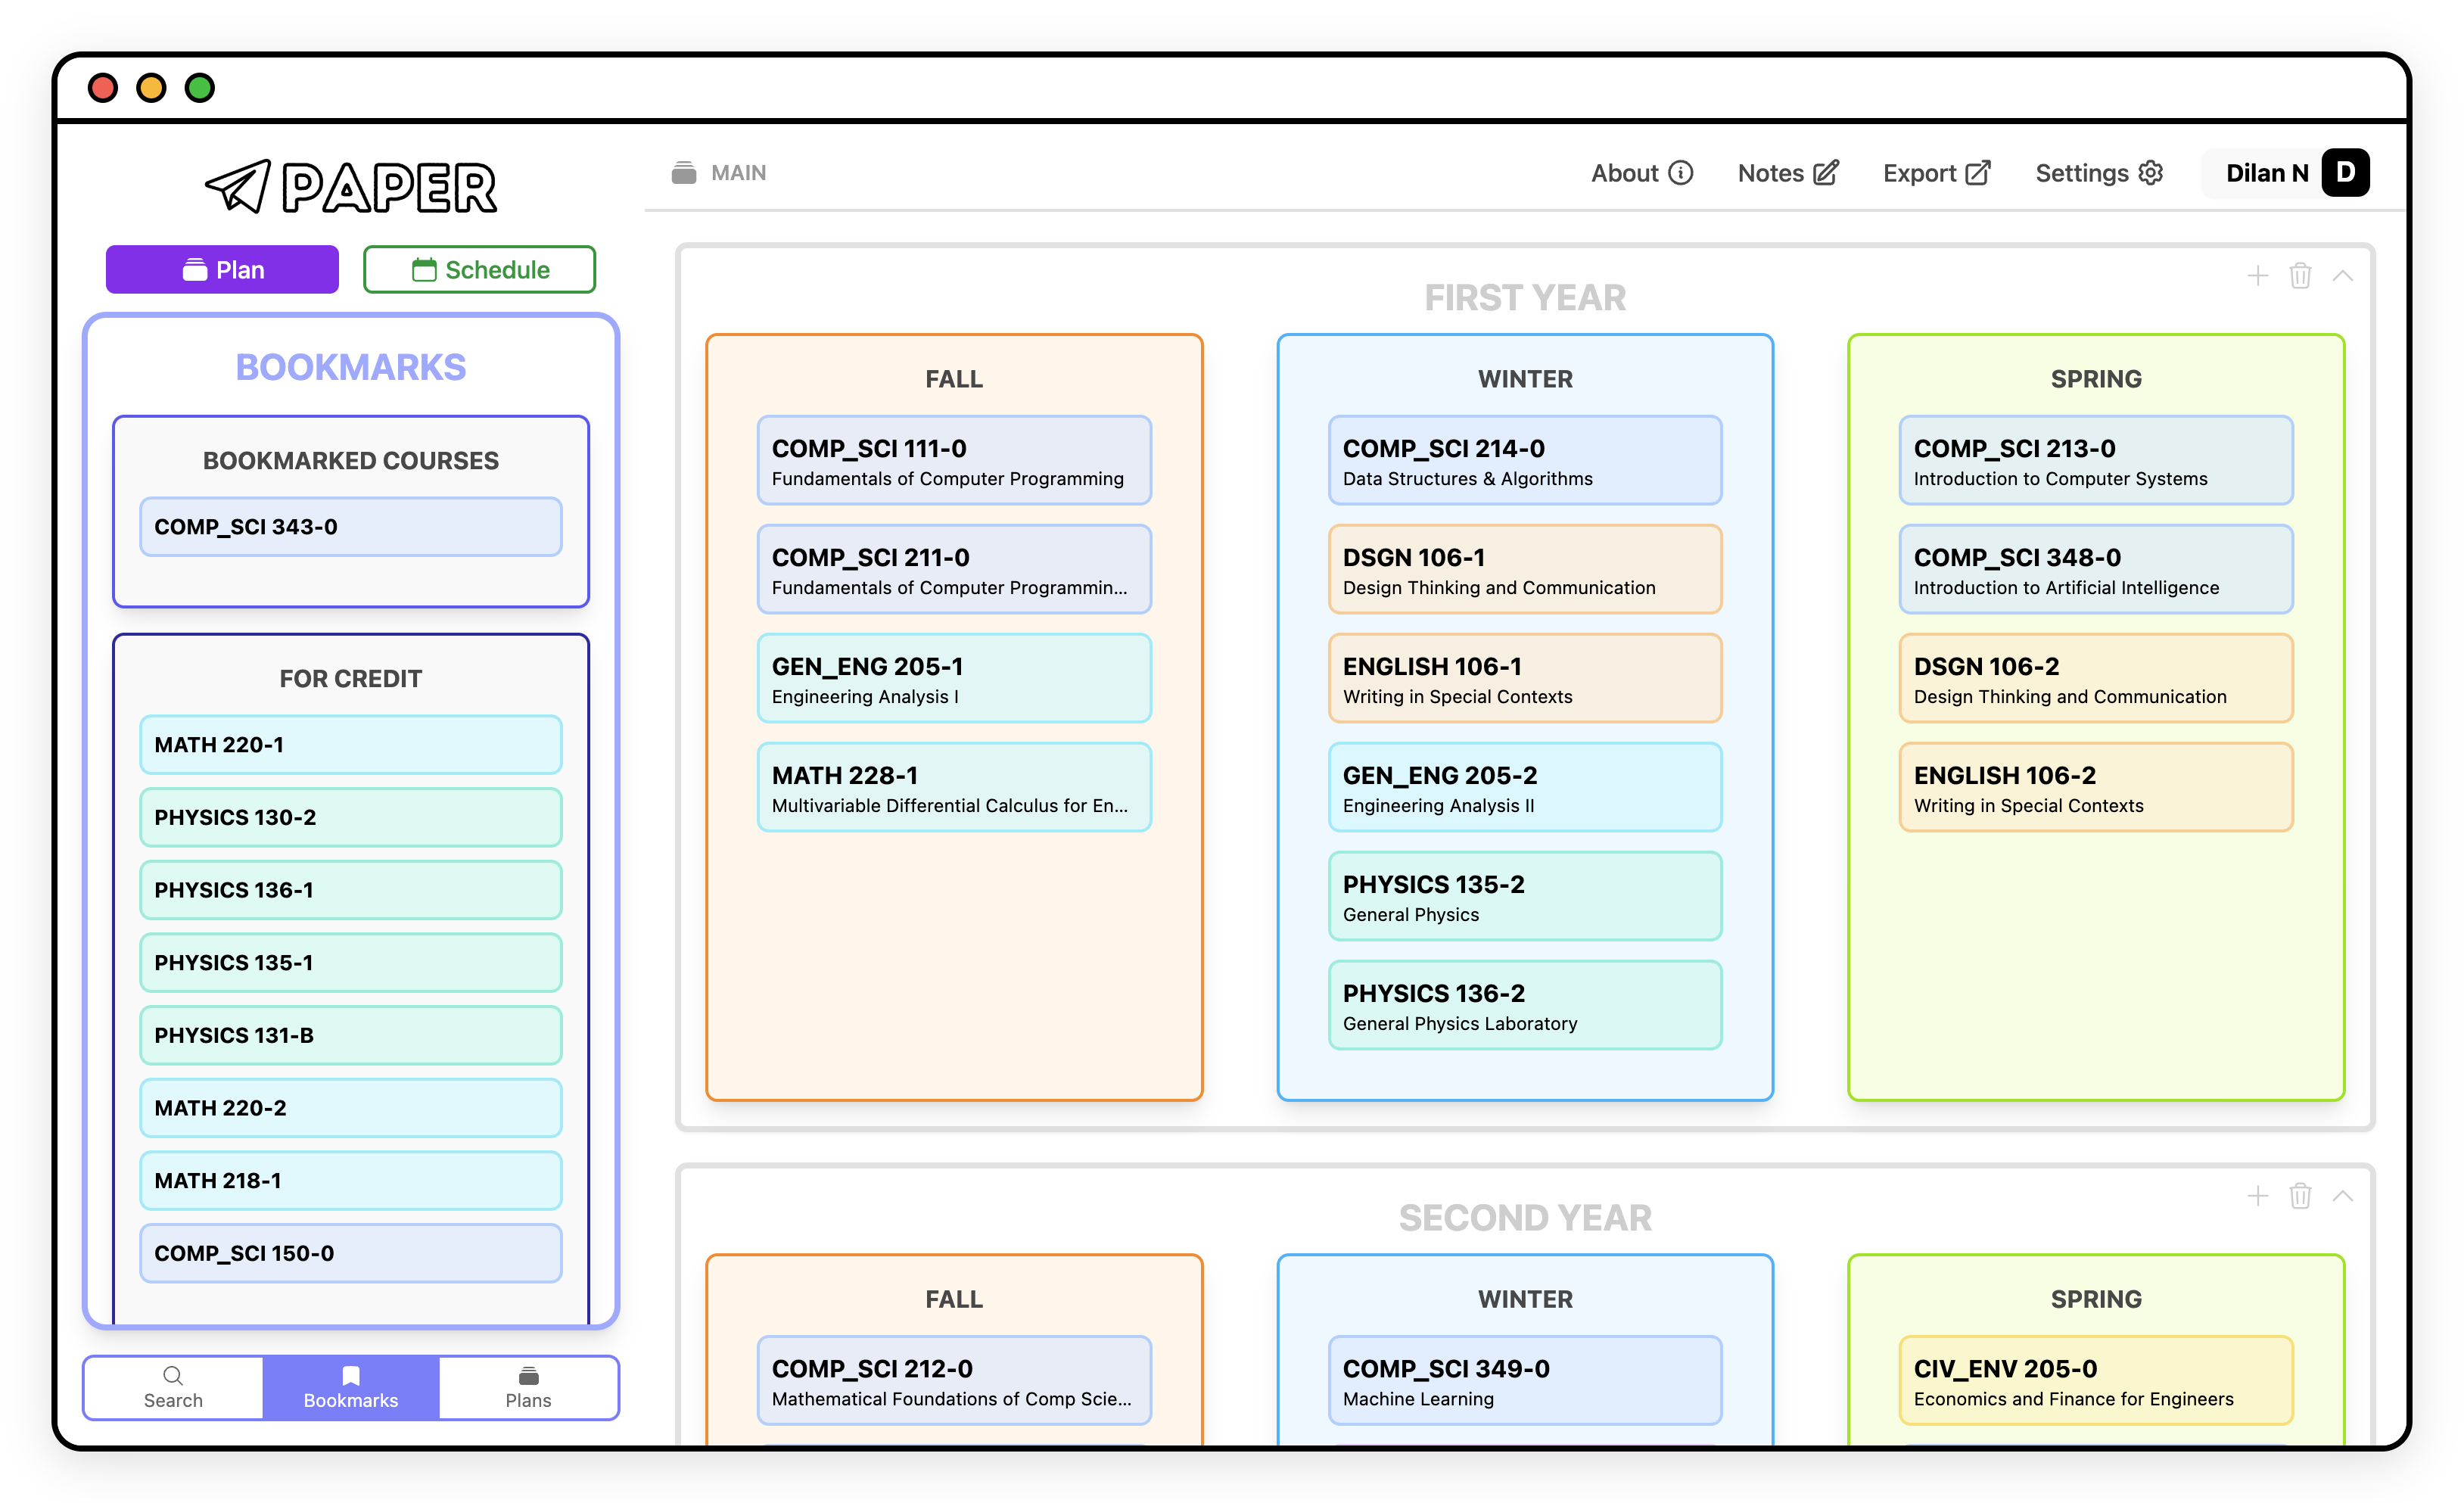 PAPER
Plan
Schedule
BOOKMARKS
BOOKMARKED COURSES
COMP_SCI 343-0
FOR CREDIT
MATH 220-1
PHYSICS 130-2
PHYSICS 136-1
PHYSICS 135-1
PHYSICS 131-B
MATH 220-2
MATH 218-1
COMP_SCI 150-0
Search
Bookmarks
Plans
MAIN
About
Notes
Export
Settings
Dilan N
D
FIRST YEAR
FALL
COMP_SCI 111-0
Fundamentals of Computer Programming
COMP_SCI 211-0
Fundamentals of Computer Programmin...
GEN_ENG 205-1
Engineering Analysis I
MATH 228-1
Multivariable Differential Calculus for En...
WINTER
COMP_SCI 214-0
Data Structures & Algorithms
DSGN 106-1
Design Thinking and Communication
ENGLISH 106-1
Writing in Special Contexts
GEN_ENG 205-2
Engineering Analysis II
PHYSICS 135-2
General Physics
PHYSICS 136-2
General Physics Laboratory
SPRING
COMP_SCI 213-0
Introduction to Computer Systems
COMP_SCI 348-0
Introduction to Artificial Intelligence
DSGN 106-2
Design Thinking and Communication
ENGLISH 106-2
Writing in Special Contexts
SECOND YEAR
FALL
COMP_SCI 212-0
Mathematical Foundations of Comp Scie...
WINTER
COMP_SCI 349-0
Machine Learning
SPRING
CIV_ENV 205-0
Economics and Finance for Engineers